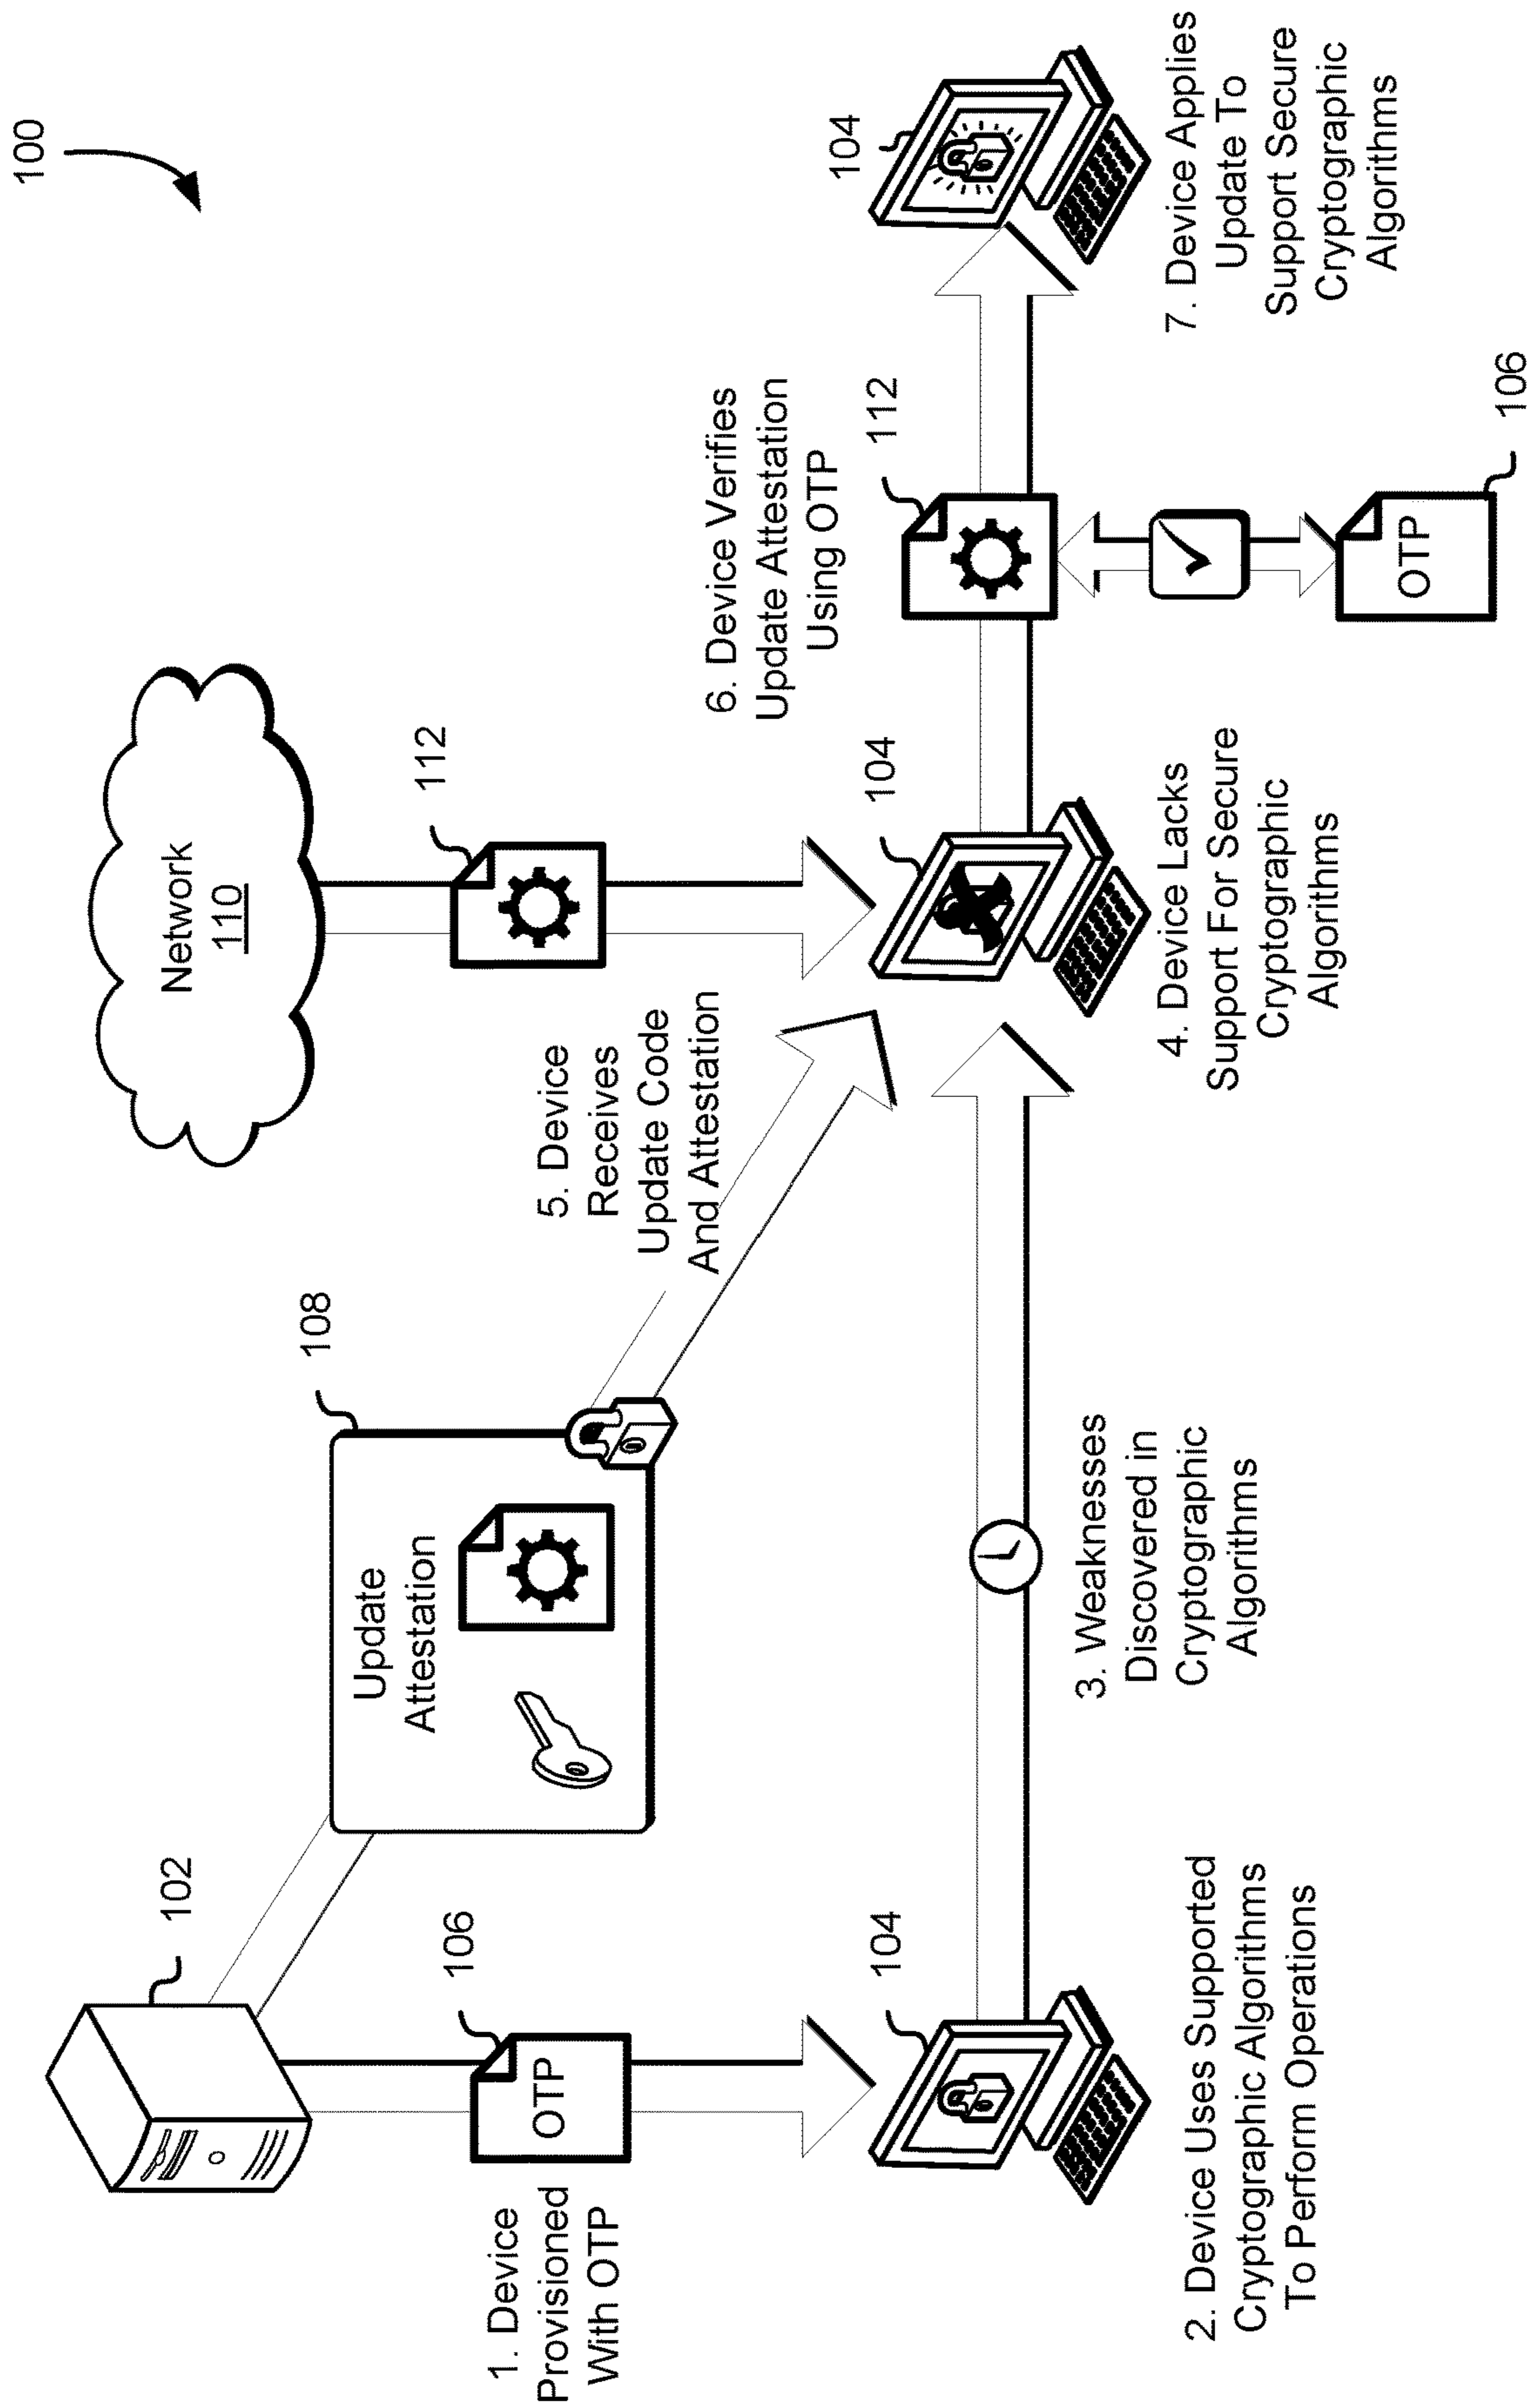 100
102
Network
110
108
Update
Attestation
106
OTP
1. Device
Provisioned
With OTP
112
5. Device
Receives
Update Code
And Attestation
6. Device Verifies
Update Attestation
Using OTP
104
104
112
104
2. Device Uses Supported
Cryptographic Algorithms
To Perform Operations
3. Weaknesses
Discovered in
Cryptographic
Algorithms
4. Device Lacks
Support For Secure
Cryptographic
Algorithms
OTP
106
7. Device Applies
Update To
Support Secure
Cryptographic
Algorithms